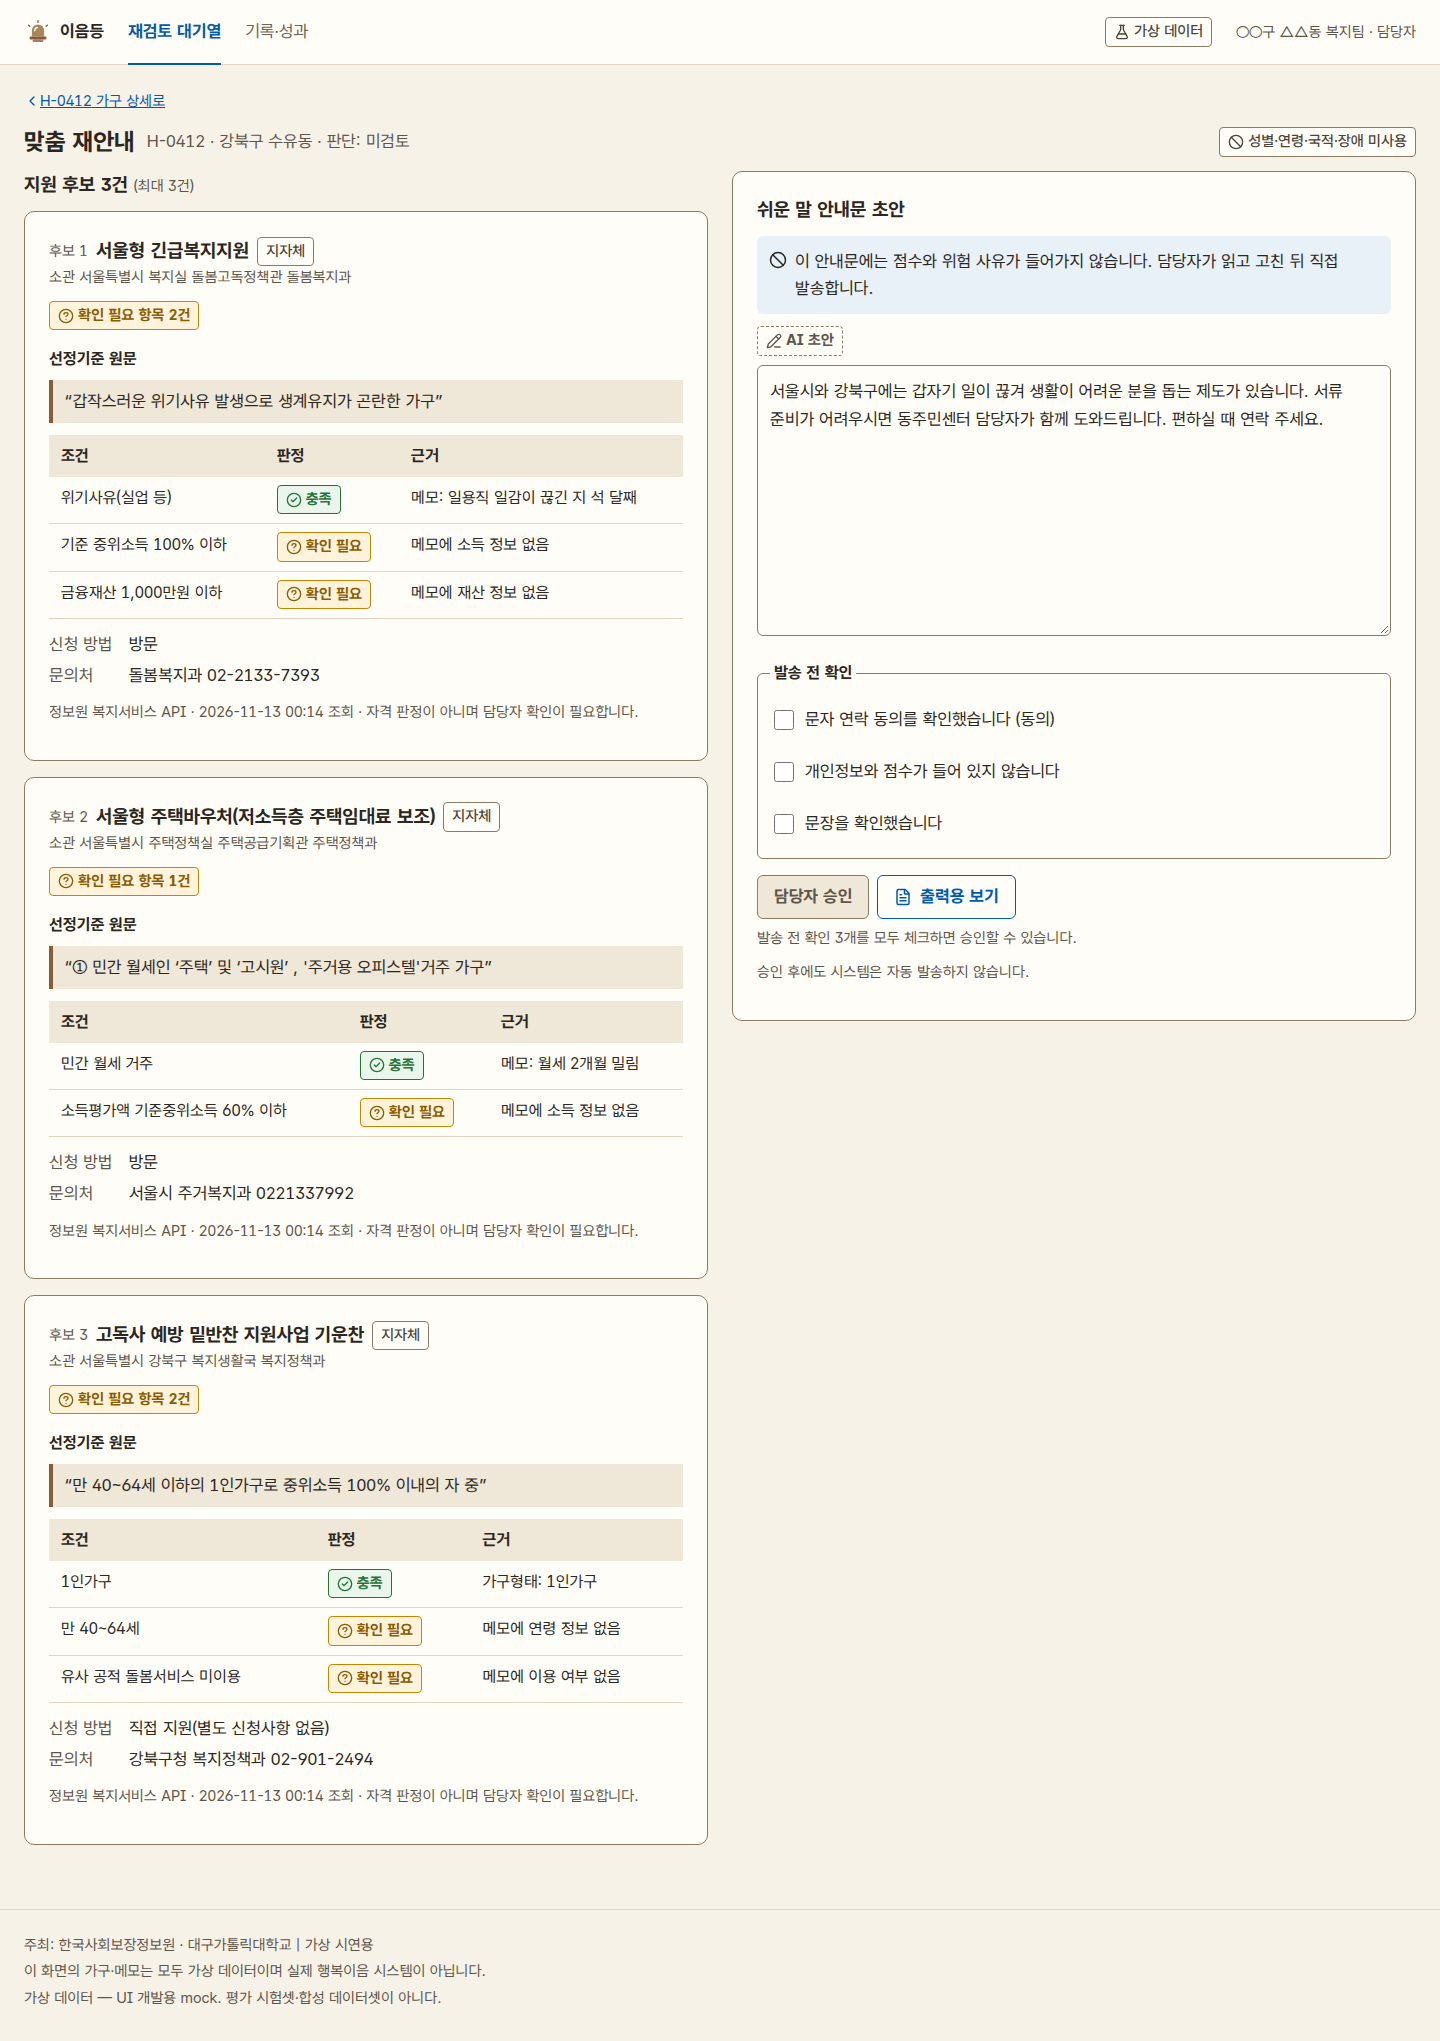 이음등
재검토 대기열
기록·성과
가상 데이터
○○구 △△동 복지팀 · 담당자
H-0412 가구 상세로
맞춤 재안내 H-0412 · 강북구 수유동 · 판단: 미검토
성별·연령·국적·장애 미사용
지원 후보 3건 (최대 3건)
후보 1 서울형 긴급복지지원 지자체
소관 서울특별시 복지실 돌봄고독정책관 돌봄복지과
확인 필요 항목 2건
선정기준 원문
“갑작스러운 위기사유 발생으로 생계유지가 곤란한 가구”
조건 판정 근거
위기사유(실업 등) 충족 메모: 일용직 일감이 끊긴 지 석 달째
기준 중위소득 100% 이하 확인 필요 메모에 소득 정보 없음
금융재산 1,000만원 이하 확인 필요 메모에 재산 정보 없음
신청 방법 방문
문의처 돌봄복지과 02-2133-7393
정보원 복지서비스 API · 2026-11-13 00:14 조회 · 자격 판정이 아니며 담당자 확인이 필요합니다.
후보 2 서울형 주택바우처(저소득층 주택임대료 보조) 지자체
소관 서울특별시 주택정책실 주택공급기획관 주택정책과
확인 필요 항목 1건
선정기준 원문
“① 민간 월세인 ‘주택’ 및 ‘고시원’ , '주거용 오피스텔'거주 가구”
조건 판정 근거
민간 월세 거주 충족 메모: 월세 2개월 밀림
소득평가액 기준중위소득 60% 이하 확인 필요 메모에 소득 정보 없음
신청 방법 방문
문의처 서울시 주거복지과 0221337992
정보원 복지서비스 API · 2026-11-13 00:14 조회 · 자격 판정이 아니며 담당자 확인이 필요합니다.
후보 3 고독사 예방 밑반찬 지원사업 기운찬 지자체
소관 서울특별시 강북구 복지생활국 복지정책과
확인 필요 항목 2건
선정기준 원문
“만 40~64세 이하의 1인가구로 중위소득 100% 이내의 자 중”
조건 판정 근거
1인가구 충족 가구형태: 1인가구
만 40~64세 확인 필요 메모에 연령 정보 없음
유사 공적 돌봄서비스 미이용 확인 필요 메모에 이용 여부 없음
신청 방법 직접 지원(별도 신청사항 없음)
문의처 강북구청 복지정책과 02-901-2494
정보원 복지서비스 API · 2026-11-13 00:14 조회 · 자격 판정이 아니며 담당자 확인이 필요합니다.
쉬운 말 안내문 초안
이 안내문에는 점수와 위험 사유가 들어가지 않습니다. 담당자가 읽고 고친 뒤 직접
발송합니다.
AI 초안
서울시와 강북구에는 갑자기 일이 끊겨 생활이 어려운 분을 돕는 제도가 있습니다. 서류
준비가 어려우시면 동주민센터 담당자가 함께 도와드립니다. 편하실 때 연락 주세요.
발송 전 확인
문자 연락 동의를 확인했습니다 (동의)
개인정보와 점수가 들어 있지 않습니다
문장을 확인했습니다
담당자 승인
출력용 보기
발송 전 확인 3개를 모두 체크하면 승인할 수 있습니다.
승인 후에도 시스템은 자동 발송하지 않습니다.
주최: 한국사회보장정보원 · 대구가톨릭대학교 | 가상 시연용
이 화면의 가구·메모는 모두 가상 데이터이며 실제 행복이음 시스템이 아닙니다.
가상 데이터 — UI 개발용 mock. 평가 시험셋·합성 데이터셋이 아니다.